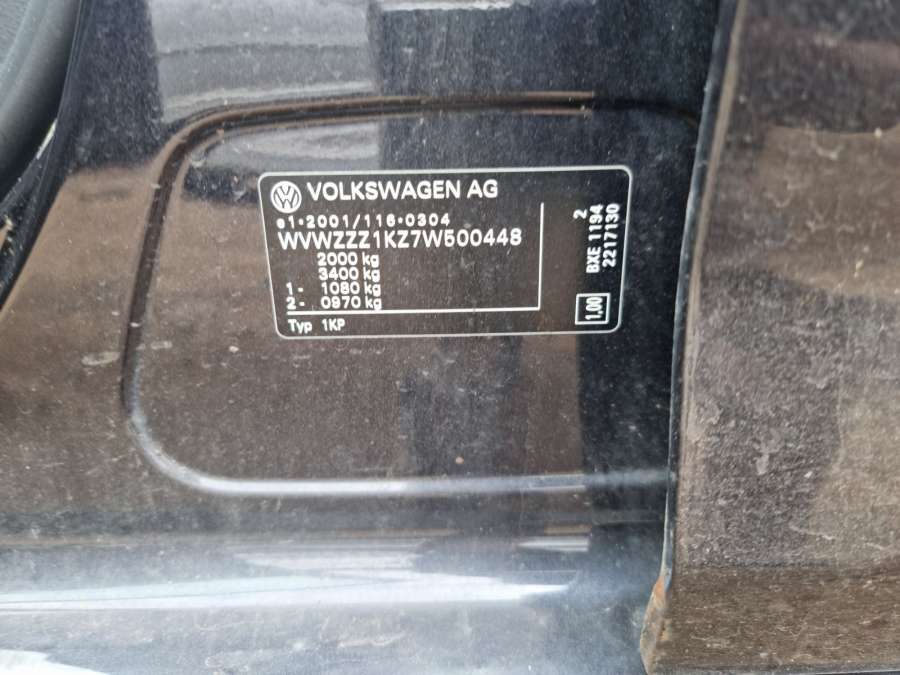 VOLKSWAGEN AG
e1*2001/116*0304
WVWZZZ1KZ7W500448
2000 kg
3400 kg
1- 1080 kg
2- 0970 kg
Typ 1KP
2
BXE 1194
2217130
1.00